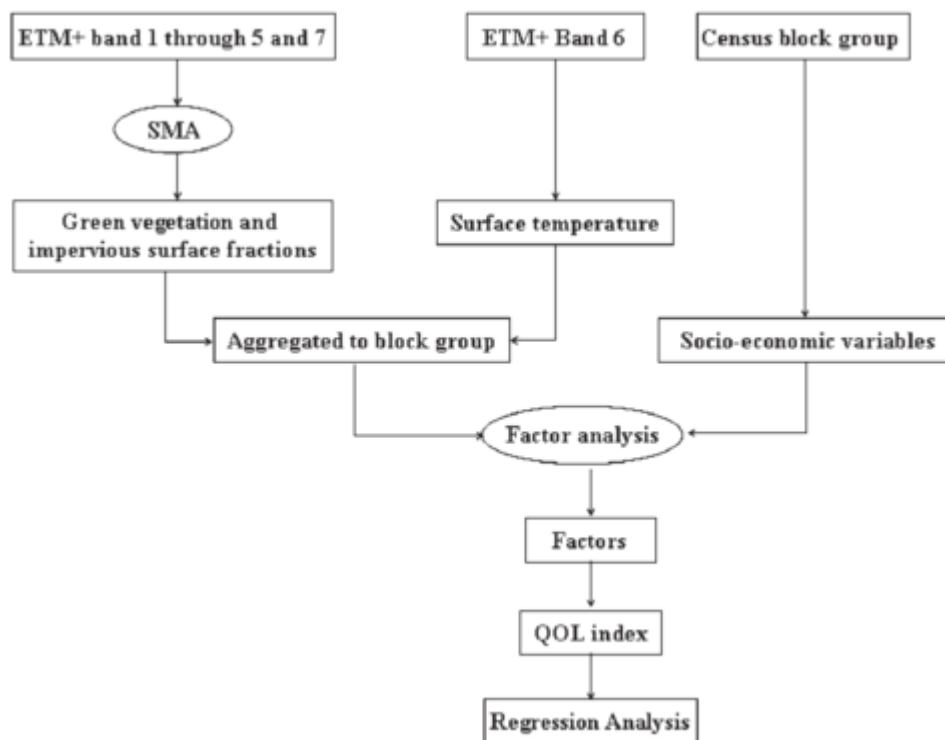 ETM+ band 1 through 5 and 7
ETM+ Band 6
Census block group
SMA
Green vegetation and
impervious surface fractions
Surface temperature
Aggregated to block group
Socio-economic variables
Factor analysis
Factors
QOL index
Regression Analysis